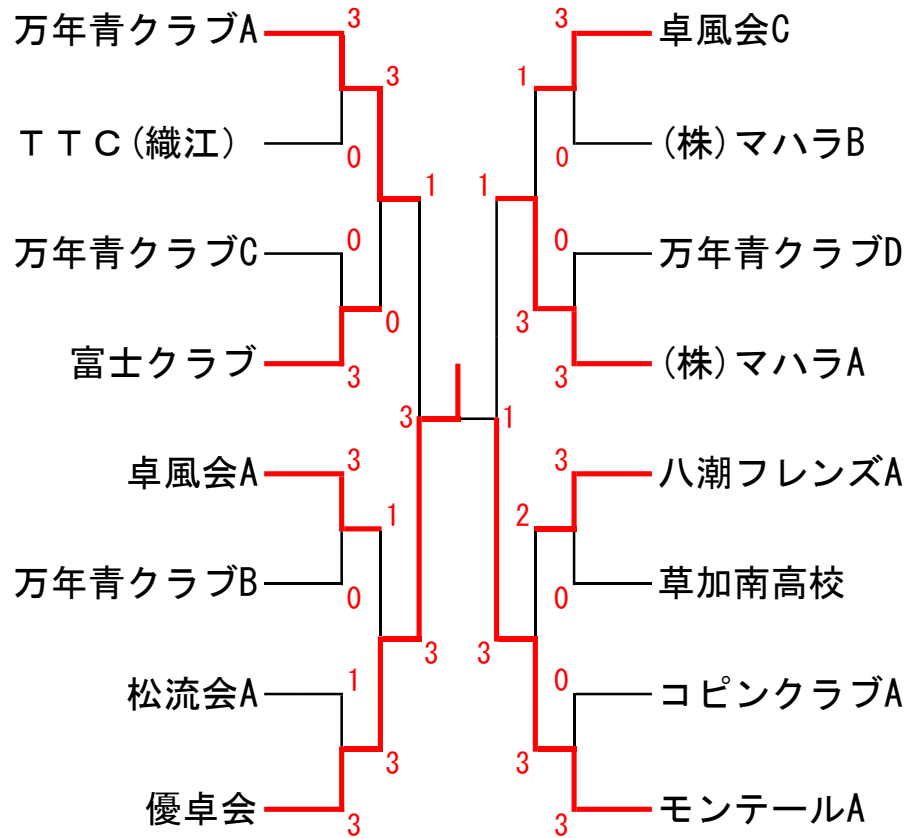 万年青クラブA
3
3
ＴＴＣ(織江)
0
1
万年青クラブC
0
0
富士クラブ
3
3
卓風会A
3
1
万年青クラブB
0
3
松流会A
1
3
優卓会
3
卓風会C
3
1
(株)マハラB
0
1
万年青クラブD
0
3
(株)マハラA
3
1
八潮フレンズA
3
2
草加南高校
0
3
コピンクラブA
0
3
モンテールA
3